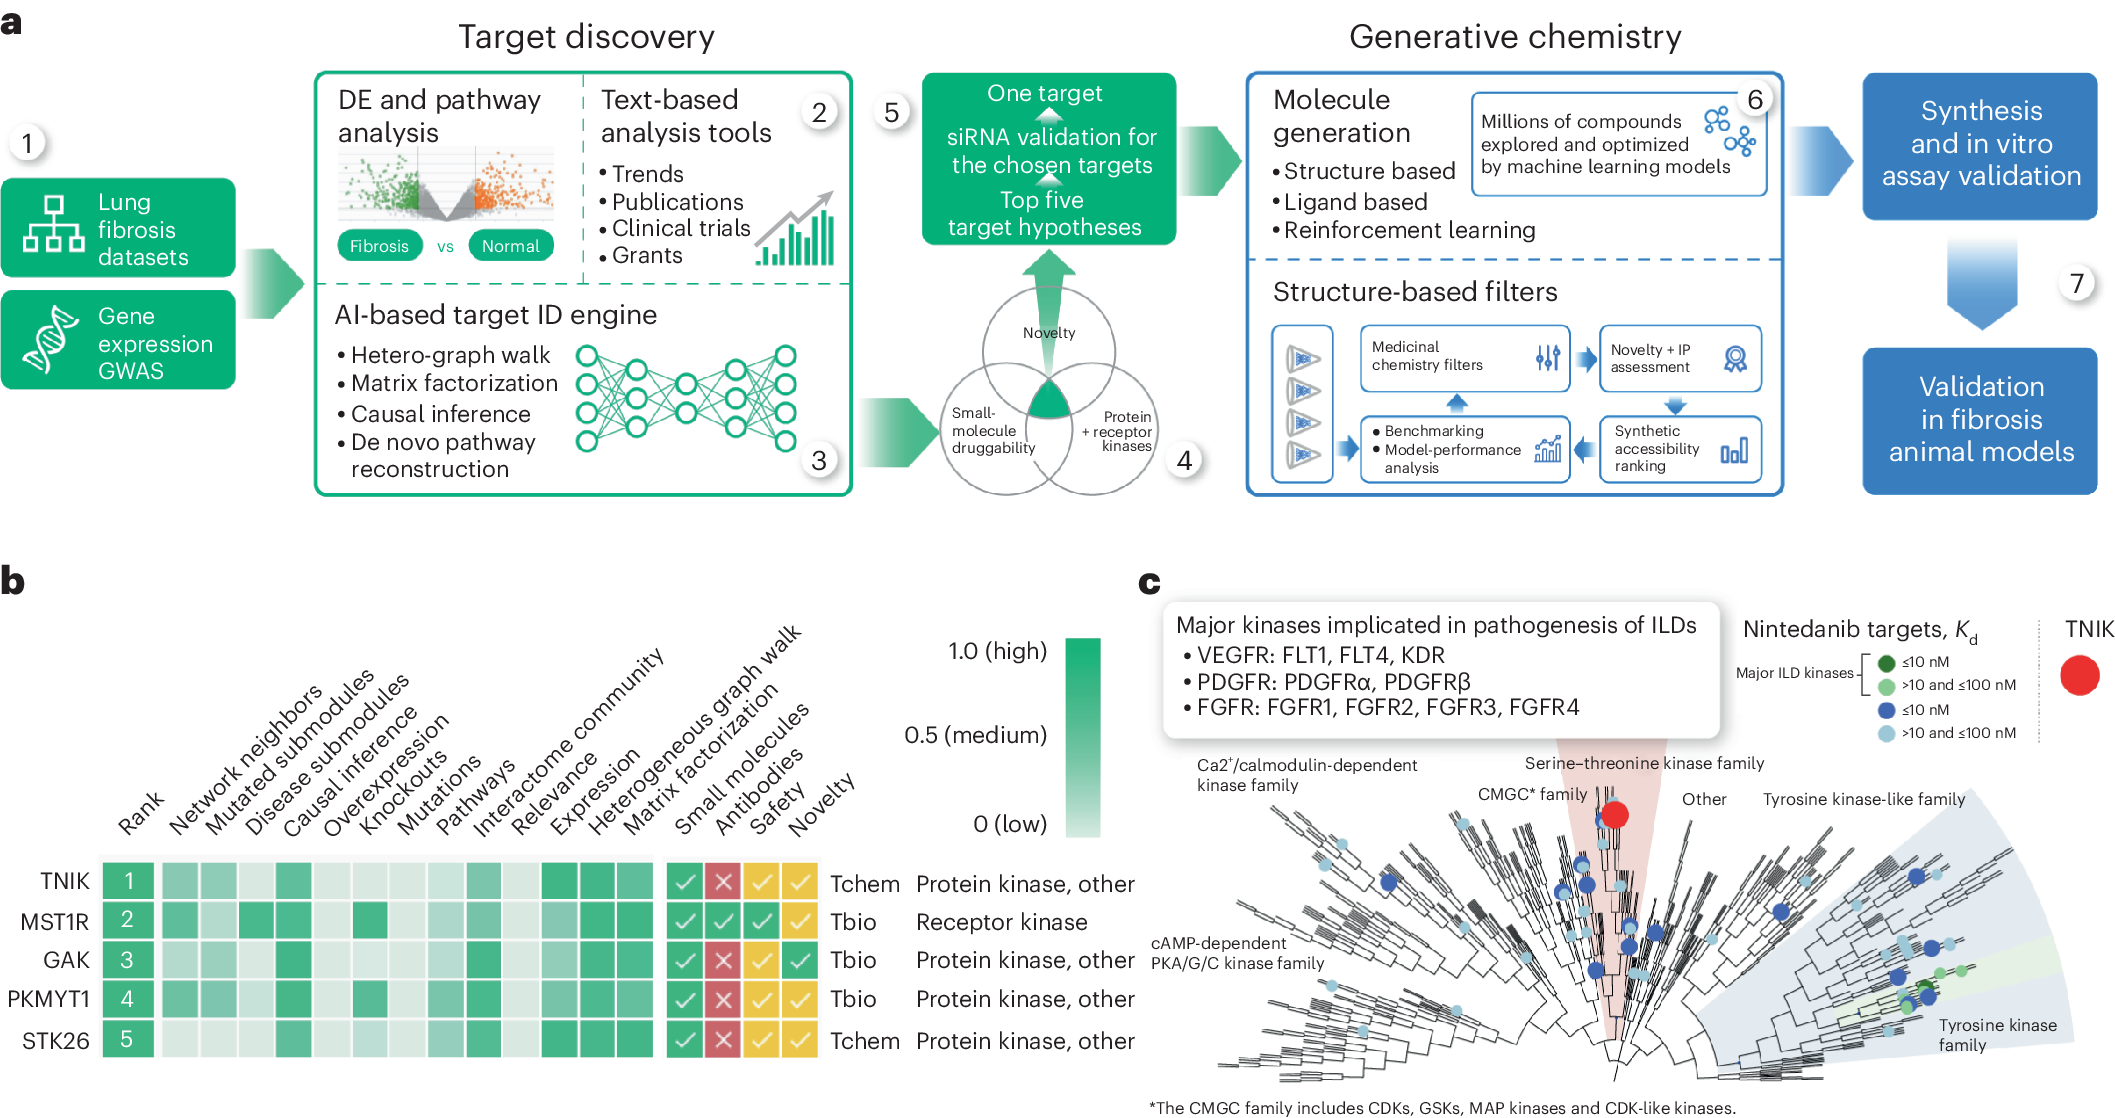 a
Target discovery
Generative chemistry
1
Lung
fibrosis
datasets
Gene
expression
GWAS
DE and pathway
analysis
Fibrosis vs Normal
Text-based
analysis tools
2
• Trends
• Publications
• Clinical trials
• Grants
AI-based target ID engine
• Hetero-graph walk
• Matrix factorization
• Causal inference
• De novo pathway
reconstruction
3
5
One target
siRNA validation for
the chosen targets
Top five
target hypotheses
Novelty
Small-
molecule
druggability
Protein
+ receptor
kinases
4
Molecule
generation
• Structure based
• Ligand based
• Reinforcement learning
6
Millions of compounds
explored and optimized
by machine learning models
Structure-based filters
Medicinal
chemistry filters
Novelty + IP
assessment
• Benchmarking
• Model-performance
analysis
Synthetic
accessibility
ranking
Synthesis
and in vitro
assay validation
7
Validation
in fibrosis
animal models
b
Rank
Network neighbors
Mutated submodules
Disease submodules
Causal inference
Overexpression
Knockouts
Mutations
Pathways
Interactome community
Relevance
Expression
Heterogeneous graph walk
Matrix factorization
Small molecules
Antibodies
Safety
Novelty
1.0 (high)
0.5 (medium)
0 (low)
TNIK 1 Tchem Protein kinase, other
MST1R 2 Tbio Receptor kinase
GAK 3 Tbio Protein kinase, other
PKMYT1 4 Tbio Protein kinase, other
STK26 5 Tchem Protein kinase, other
c
Major kinases implicated in pathogenesis of ILDs
• VEGFR: FLT1, FLT4, KDR
• PDGFR: PDGFRα, PDGFRβ
• FGFR: FGFR1, FGFR2, FGFR3, FGFR4
Nintedanib targets, Kd
Major ILD kinases
≤10 nM
>10 and ≤100 nM
≤10 nM
>10 and ≤100 nM
TNIK
Ca2+/calmodulin-dependent
kinase family
Serine–threonine kinase family
CMGC* family
Other
Tyrosine kinase-like family
cAMP-dependent
PKA/G/C kinase family
Tyrosine kinase
family
*The CMGC family includes CDKs, GSKs, MAP kinases and CDK-like kinases.